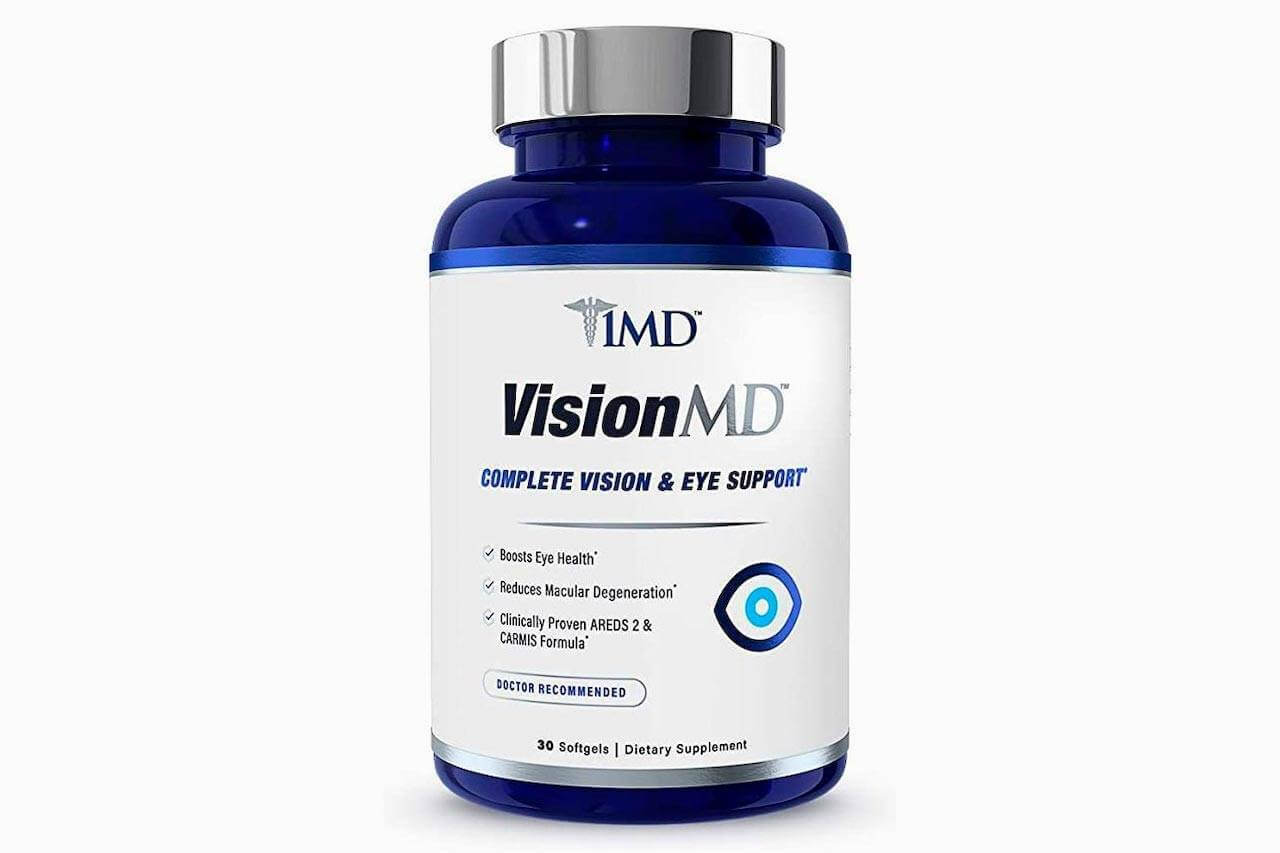 1MD™
VisionMD™
COMPLETE VISION & EYE SUPPORT*
Boosts Eye Health*
Reduces Macular Degeneration*
Clinically Proven AREDS 2 &
CARMIS Formula*
DOCTOR RECOMMENDED
30 Softgels | Dietary Supplement